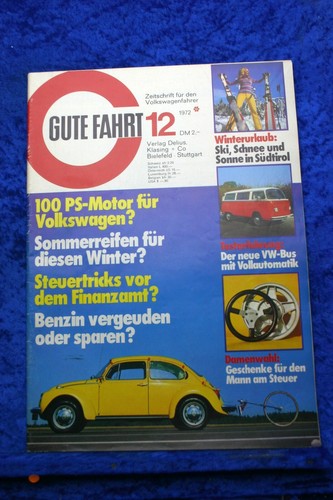 Zeitschrift für den
Volkswagenfahrer
GUTE FAHRT 12
1972
DM 2,-
Verlag Delius
Klasing + Co
Bielefeld · Stuttgart
Winterurlaub:
Ski, Schnee und
Sonne in Südtirol
100 PS-Motor für
Volkswagen?
Sommerreifen für
diesen Winter?
Steuertricks vor
dem Finanzamt?
Benzin vergeuden
oder sparen?
Der neue VW-Bus
mit Vollautomatik
Damenwahl:
Geschenke für den
Mann am Steuer